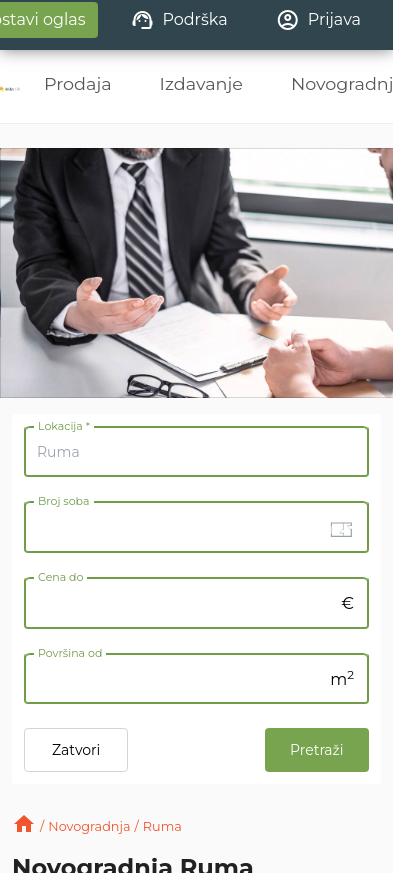 ostavi oglas Podrška Prijava
Prodaja Izdavanje Novogradnj
Lokacija *
Ruma
Broj soba
Cena do
€
Površina od
m²
Zatvori Pretraži
/ Novogradnja / Ruma
Novogradnja Ruma